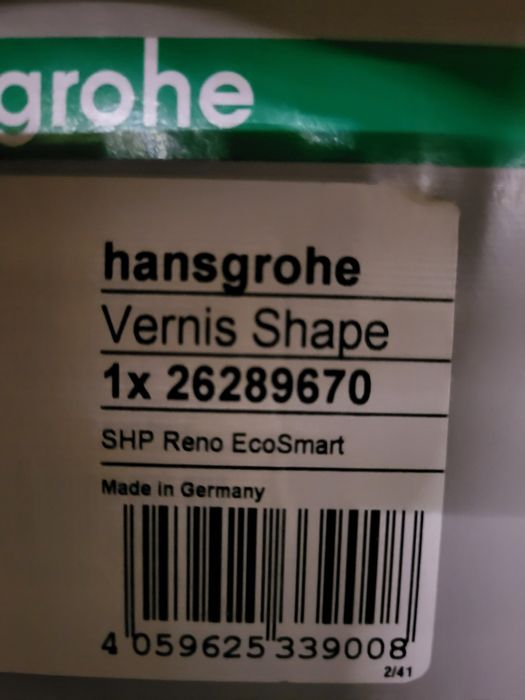 grohe
hansgrohe
Vernis Shape
1x 26289670
SHP Reno EcoSmart
Made in Germany
4 059625 339008
2/41